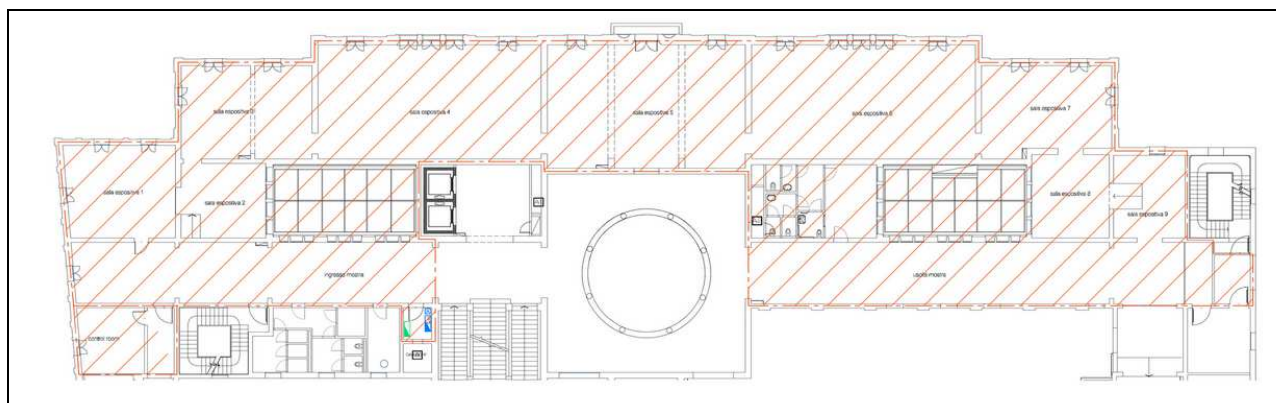 sala espositiva 3
sala espositiva 4
sala espositiva 5
sala espositiva 6
sala espositiva 7
sala espositiva 1
sala espositiva 2
sala espositiva 8
sala espositiva 9
ingresso mostra
uscita mostra
control room